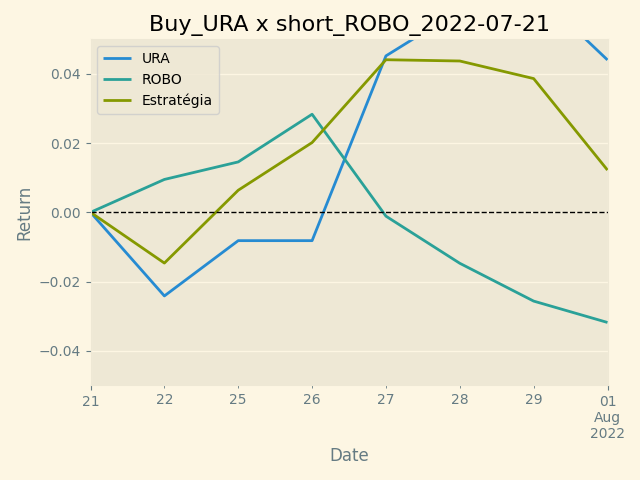 Buy_URA x short_ROBO_2022-07-21
URA
ROBO
Estratégia
0.04
0.02
0.00
−0.02
−0.04
Return
21
22
25
26
27
28
29
01
Aug
2022
Date